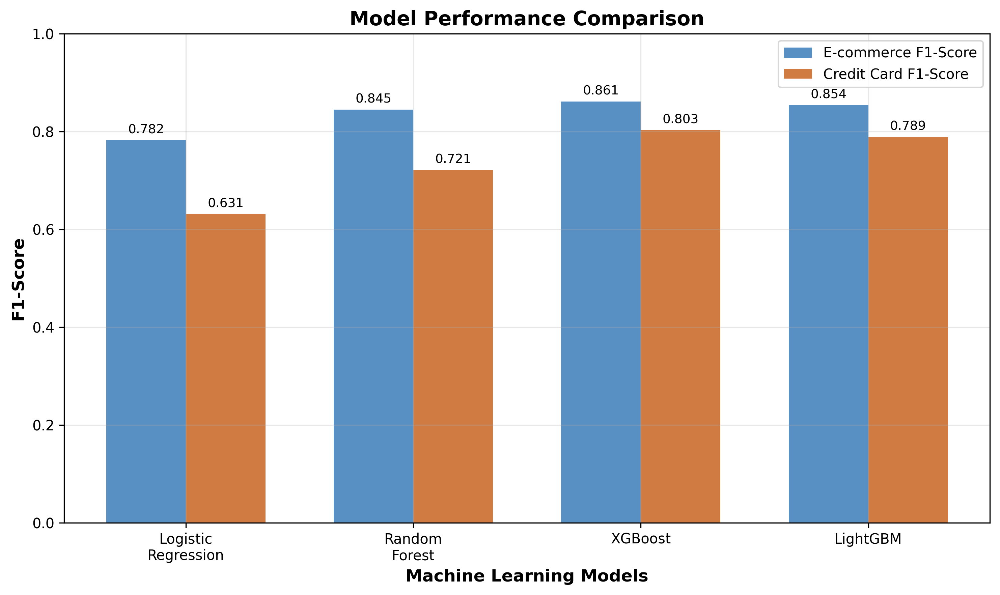 Model Performance Comparison
E-commerce F1-Score
Credit Card F1-Score
F1-Score
1.0
0.8
0.6
0.4
0.2
0.0
0.782
0.631
0.845
0.721
0.861
0.803
0.854
0.789
Logistic
Regression
Random
Forest
XGBoost
LightGBM
Machine Learning Models